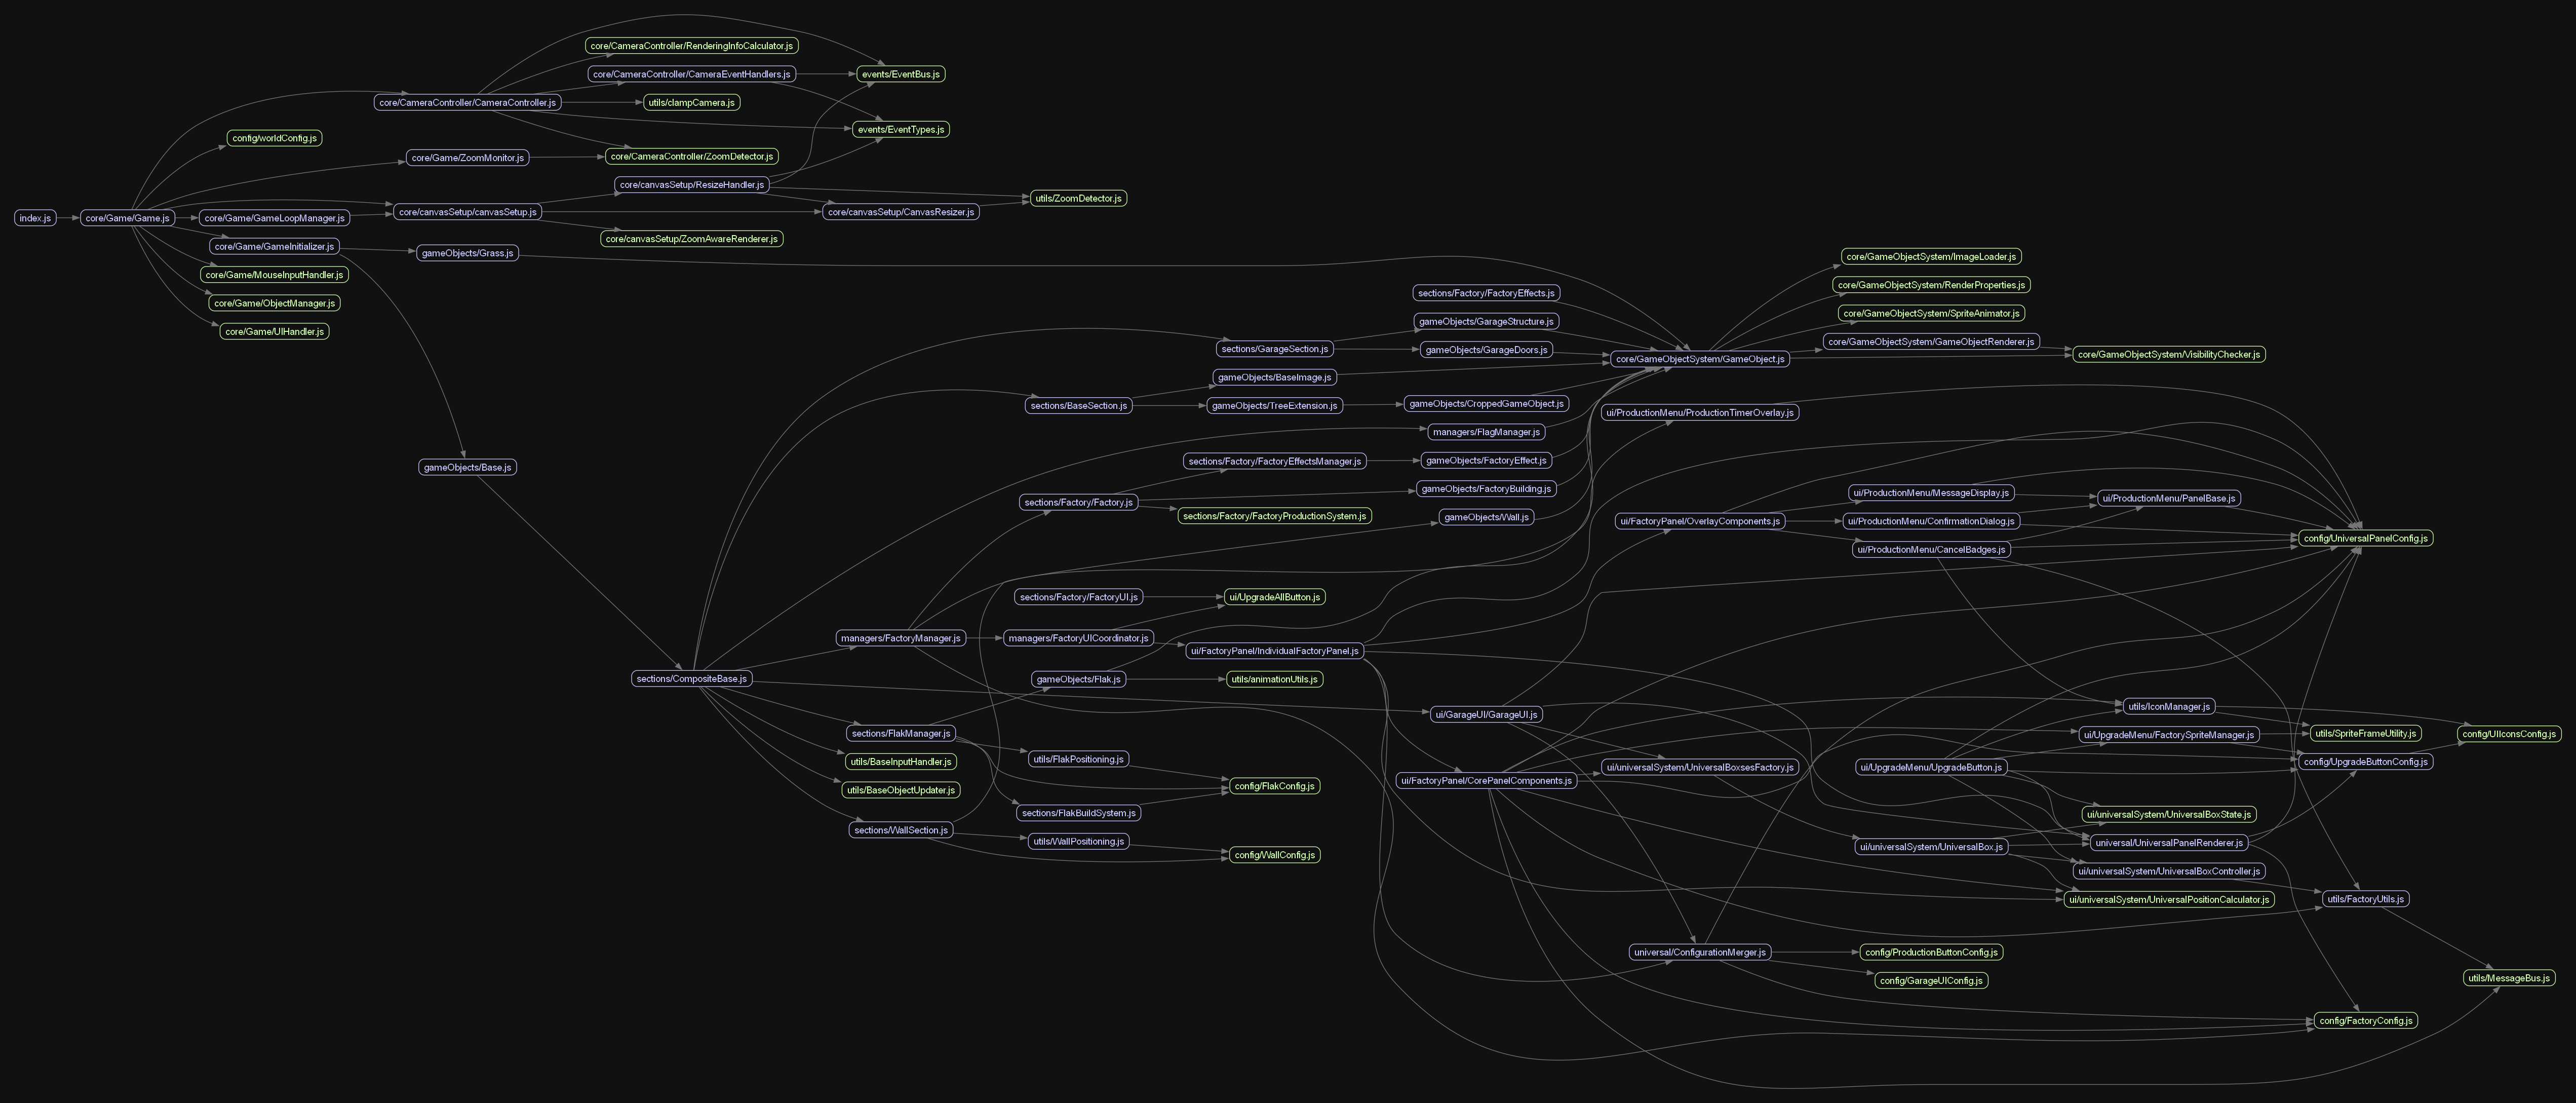 core/CameraController/RenderingInfoCalculator.js
core/CameraController/CameraEventHandlers.js
events/EventBus.js
core/CameraController/CameraController.js
utils/clampCamera.js
events/EventTypes.js
config/worldConfig.js
core/Game/ZoomMonitor.js
core/CameraController/ZoomDetector.js
core/canvasSetup/ResizeHandler.js
utils/ZoomDetector.js
index.js
core/Game/Game.js
core/Game/GameLoopManager.js
core/canvasSetup/canvasSetup.js
core/canvasSetup/CanvasResizer.js
core/canvasSetup/ZoomAwareRenderer.js
core/Game/GameInitializer.js
gameObjects/Grass.js
core/Game/MouseInputHandler.js
core/Game/ObjectManager.js
core/Game/UIHandler.js
core/GameObjectSystem/ImageLoader.js
core/GameObjectSystem/RenderProperties.js
sections/Factory/FactoryEffects.js
core/GameObjectSystem/SpriteAnimator.js
gameObjects/GarageStructure.js
core/GameObjectSystem/GameObjectRenderer.js
sections/GarageSection.js
gameObjects/GarageDoors.js
core/GameObjectSystem/GameObject.js
core/GameObjectSystem/VisibilityChecker.js
gameObjects/BaseImage.js
sections/BaseSection.js
gameObjects/TreeExtension.js
gameObjects/CroppedGameObject.js
ui/ProductionMenu/ProductionTimerOverlay.js
managers/FlagManager.js
gameObjects/Base.js
sections/Factory/FactoryEffectsManager.js
gameObjects/FactoryEffect.js
gameObjects/FactoryBuilding.js
ui/ProductionMenu/MessageDisplay.js
ui/ProductionMenu/PanelBase.js
sections/Factory/Factory.js
sections/Factory/FactoryProductionSystem.js
gameObjects/Wall.js
ui/FactoryPanel/OverlayComponents.js
ui/ProductionMenu/ConfirmationDialog.js
config/UniversalPanelConfig.js
ui/ProductionMenu/CancelBadges.js
sections/Factory/FactoryUI.js
ui/UpgradeAllButton.js
managers/FactoryManager.js
managers/FactoryUICoordinator.js
ui/FactoryPanel/IndividualFactoryPanel.js
sections/CompositeBase.js
gameObjects/Flak.js
utils/animationUtils.js
ui/GarageUI/GarageUI.js
utils/IconManager.js
sections/FlakManager.js
ui/UpgradeMenu/FactorySpriteManager.js
utils/SpriteFrameUtility.js
config/UIIconsConfig.js
utils/BaseInputHandler.js
utils/FlakPositioning.js
ui/universalSystem/UniversalBoxsesFactory.js
ui/UpgradeMenu/UpgradeButton.js
config/UpgradeButtonConfig.js
utils/BaseObjectUpdater.js
config/FlakConfig.js
ui/FactoryPanel/CorePanelComponents.js
sections/FlakBuildSystem.js
ui/universalSystem/UniversalBoxState.js
sections/WallSection.js
utils/WallPositioning.js
config/WallConfig.js
ui/universalSystem/UniversalBox.js
universal/UniversalPanelRenderer.js
ui/universalSystem/UniversalBoxController.js
ui/universalSystem/UniversalPositionCalculator.js
utils/FactoryUtils.js
universal/ConfigurationMerger.js
config/ProductionButtonConfig.js
config/GarageUIConfig.js
utils/MessageBus.js
config/FactoryConfig.js